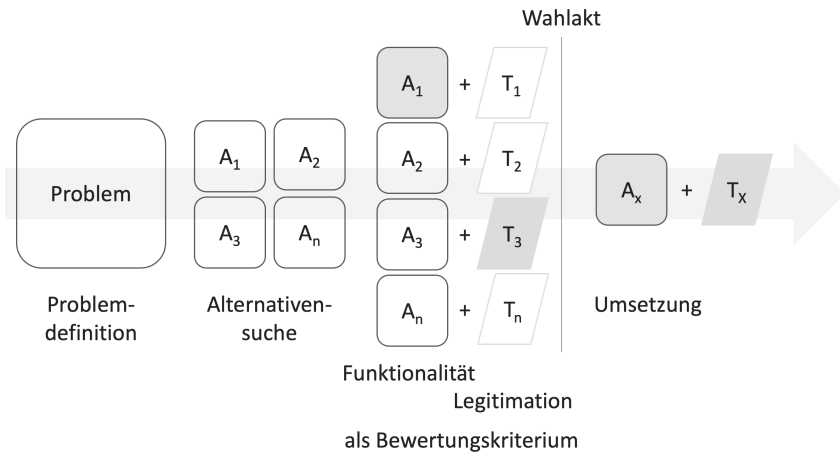 Wahlakt
Problem
A1 A2
A3 An
A1 + T1
A2 + T2
A3 + T3
An + Tn
Ax + TX
Problem-
definition
Alternativen-
suche
Umsetzung
Funktionalität
Legitimation
als Bewertungskriterium